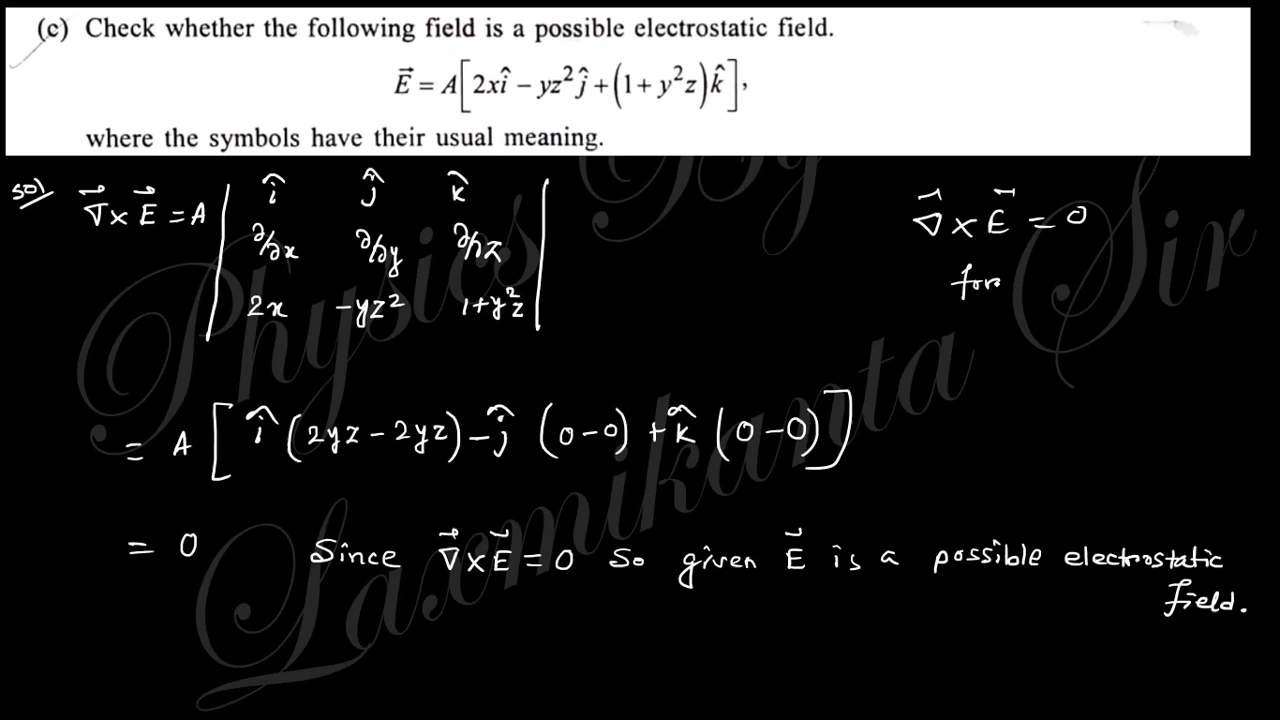 (c) Check whether the following field is a possible electrostatic field.
E⃗ = A[2xî − yz²ĵ + (1 + y²z)k̂],
where the symbols have their usual meaning.
Sol) ∇⃗ × E⃗ = A | î ĵ k̂ |
| ∂/∂x ∂/∂y ∂/∂z |
| 2x −yz² 1+y²z |
∇⃗ × E⃗ = 0
for
= A [ î (2yz − 2yz) − ĵ (0−0) + k̂ (0−0) ]
= 0 Since ∇⃗ × E⃗ = 0 so given E⃗ is a possible electrostatic
field.
Physics By
Laxmikanta Sir